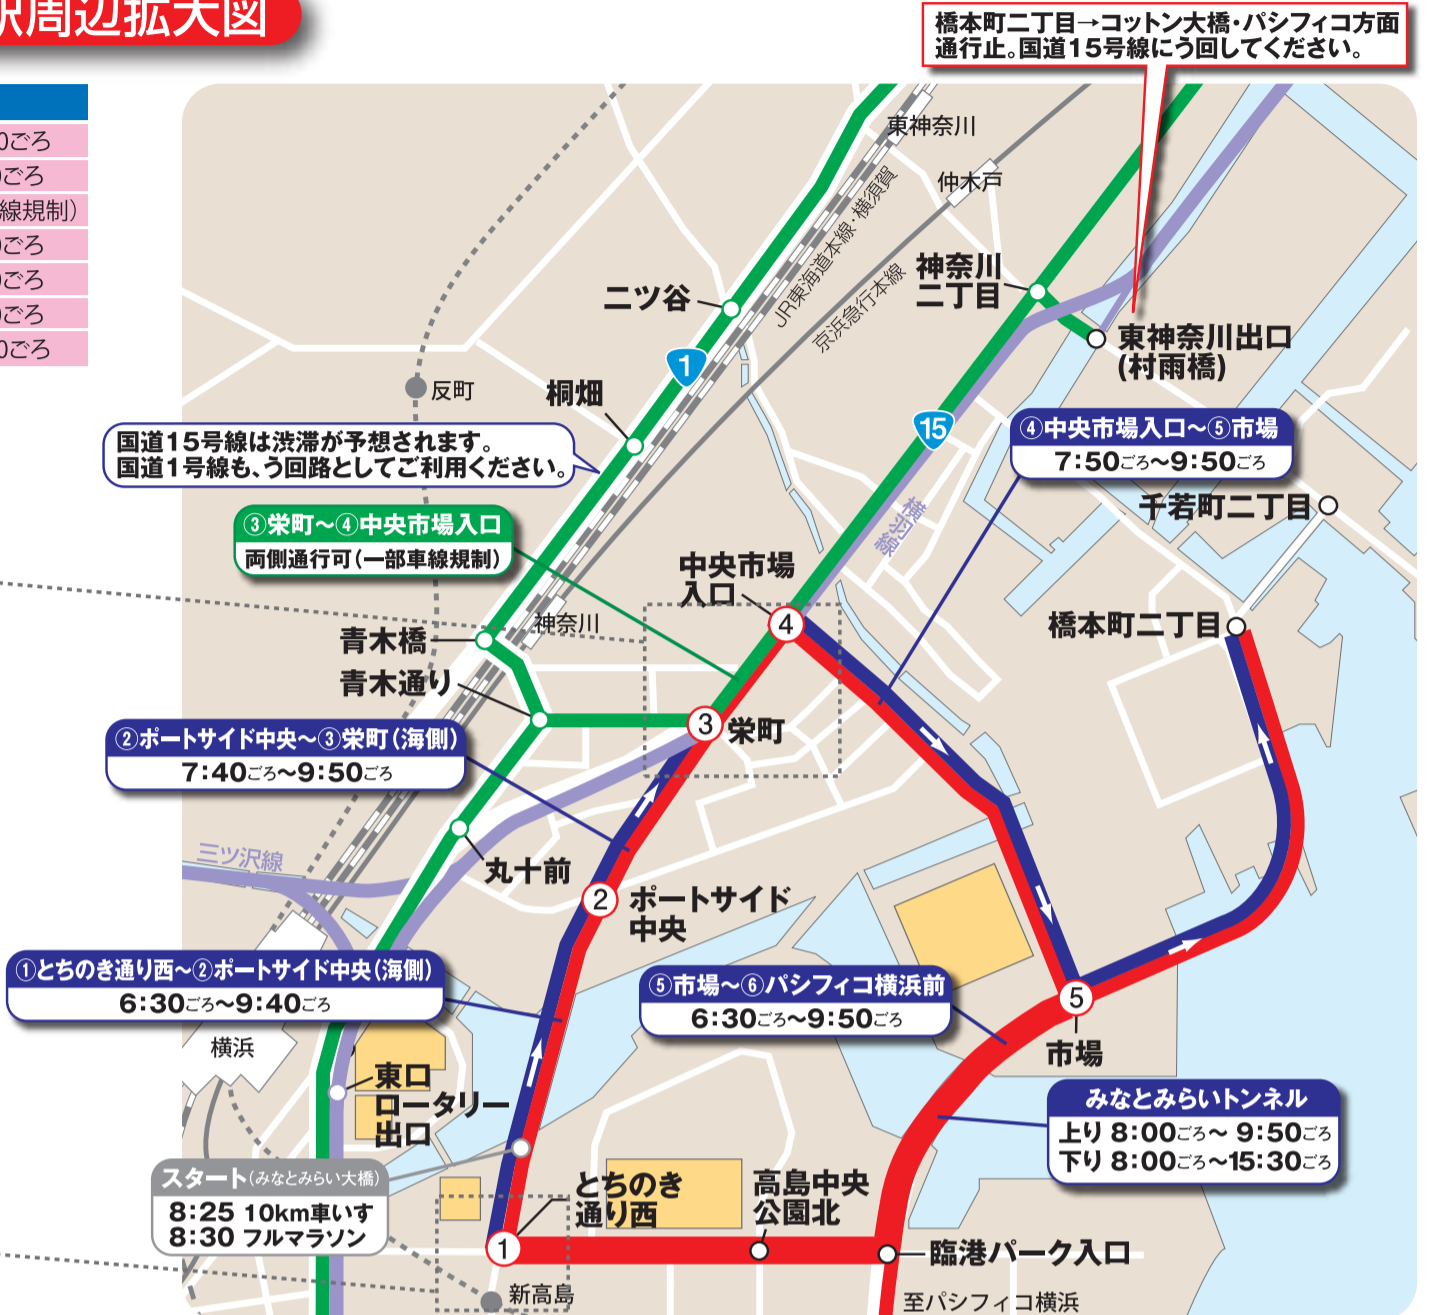 駅周辺拡大図
橋本町二丁目→コットン大橋・パシフィコ方面
通行止。国道15号線にう回してください。
0ごろ
ごろ
線規制)
ごろ
ごろ
ごろ
0ごろ
東神奈川
仲木戸
JR東海道本線・横須賀
京浜急行本線
神奈川
二丁目
二ツ谷
1
東神奈川出口
(村雨橋)
反町
桐畑
15
④中央市場入口~⑤市場
7:50ごろ~9:50ごろ
国道15号線は渋滞が予想されます。
国道1号線も、う回路としてご利用ください。
千若町二丁目
横羽線
③栄町~④中央市場入口
両側通行可(一部車線規制)
中央市場
入口
4
神奈川
橋本町二丁目
青木橋
青木通り
3
栄町
②ポートサイド中央~③栄町(海側)
7:40ごろ~9:50ごろ
三ツ沢線
丸十前
2
ポートサイド
中央
①とちのき通り西~②ポートサイド中央(海側)
6:30ごろ~9:40ごろ
⑤市場~⑥パシフィコ横浜前
6:30ごろ~9:50ごろ
5
市場
横浜
東口
ロータリー
出口
みなとみらいトンネル
上り 8:00ごろ~ 9:50ごろ
下り 8:00ごろ~15:30ごろ
スタート(みなとみらい大橋)
8:25 10km車いす
8:30 フルマラソン
とちのき
通り西
高島中央
公園北
1
臨港パーク入口
新高島
至パシフィコ横浜